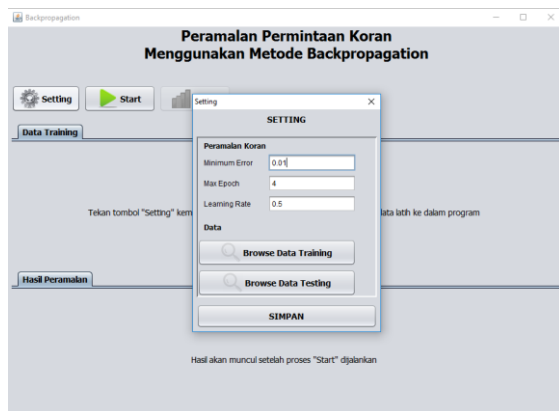 Backpropagation
Peramalan Permintaan Koran
Menggunakan Metode Backpropagation
Setting
Start
Data Training
Tekan tombol "Setting" kem
lata latih ke dalam program
Setting
SETTING
Peramalan Koran
Minimum Error 0.01
Max Epoch 4
Learning Rate 0.5
Data
Browse Data Training
Browse Data Testing
SIMPAN
Hasil Peramalan
Hasil akan muncul setelah proses "Start" dijalankan